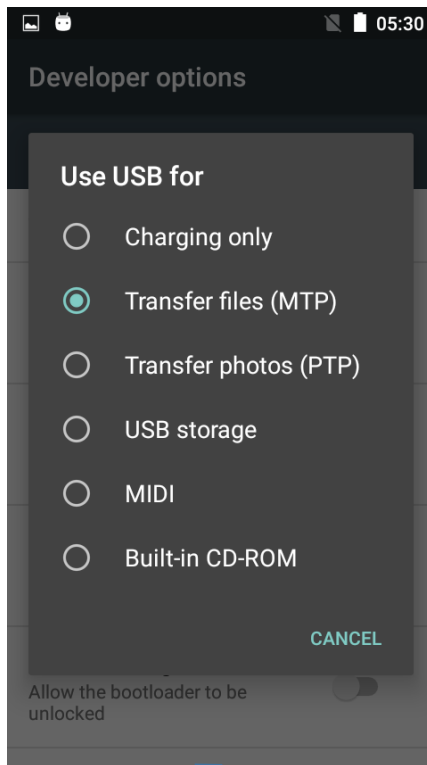 05:30
Developer options
Use USB for
Charging only
Transfer files (MTP)
Transfer photos (PTP)
USB storage
MIDI
Built-in CD-ROM
CANCEL
Allow the bootloader to be
unlocked